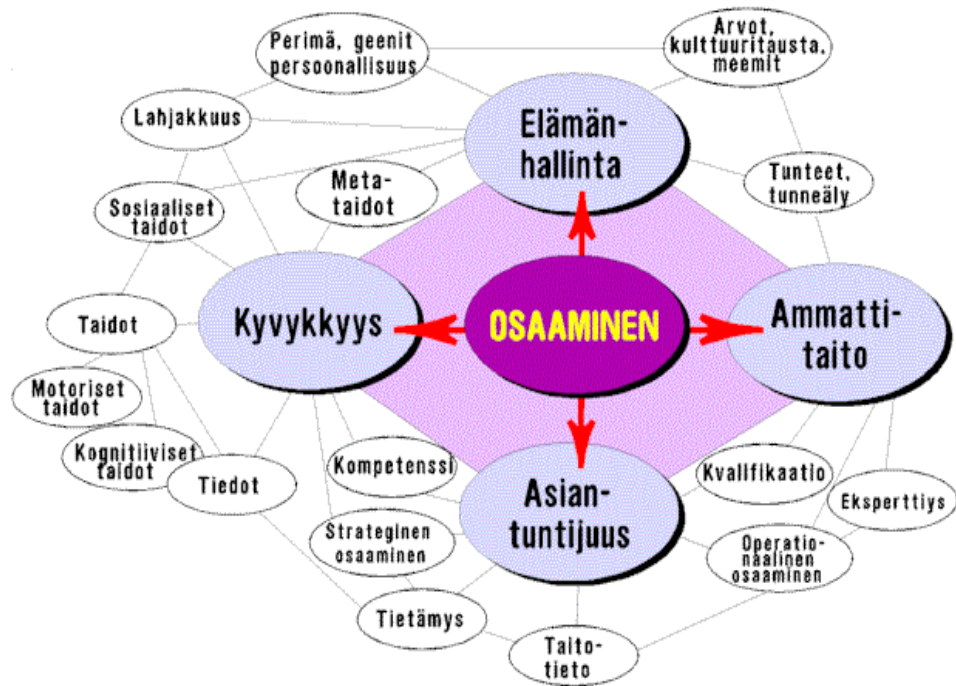 Perimä, geenit
persoonallisuus
Arvot,
kulttuuritausta,
meemit
Lahjakkuus
Elämän-
hallinta
Meta-
taidot
Tunteet,
tunneäly
Sosiaaliset
taidot
Taidot
Kyvykkyys
OSAAMINEN
Ammatti-
taito
Motoriset
taidot
Kognitiiviset
taidot
Tiedot
Kompetenssi
Asian-
tuntijuus
Kvalifikaatio
Eksperttiys
Strateginen
osaaminen
Operatio-
naalinen
osaaminen
Tietämys
Taito-
tieto